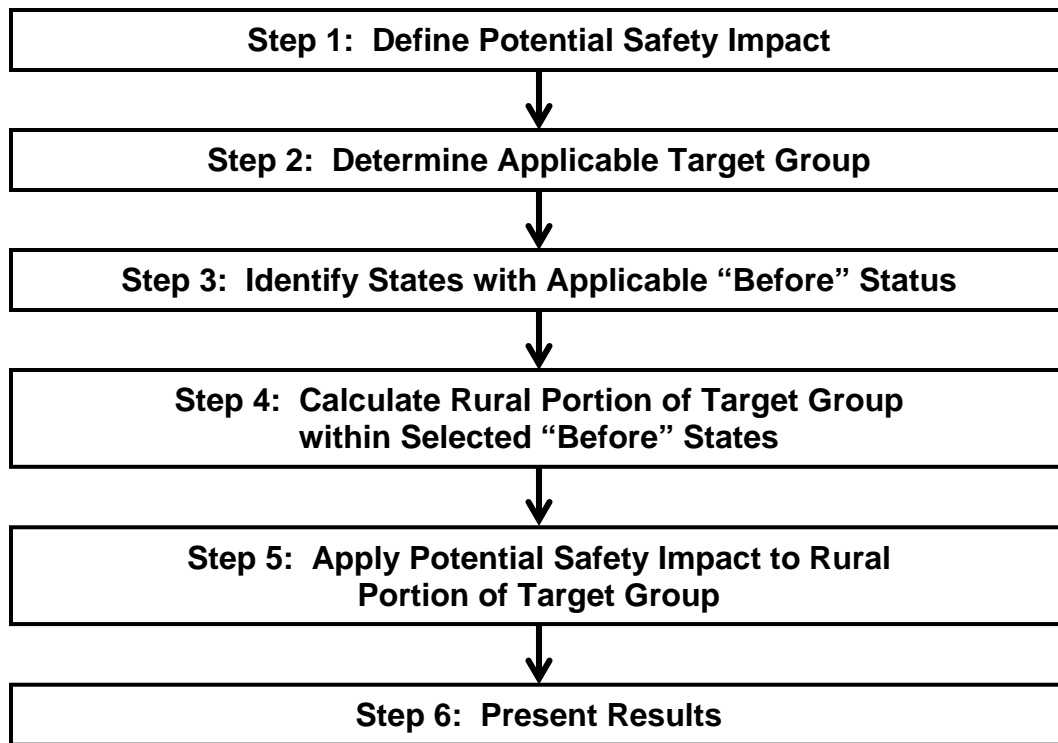 Step 1:  Define Potential Safety Impact
Step 2:  Determine Applicable Target Group
Step 3:  Identify States with Applicable “Before” Status
Step 4:  Calculate Rural Portion of Target Group
within Selected “Before” States
Step 5:  Apply Potential Safety Impact to Rural
Portion of Target Group
Step 6:  Present Results